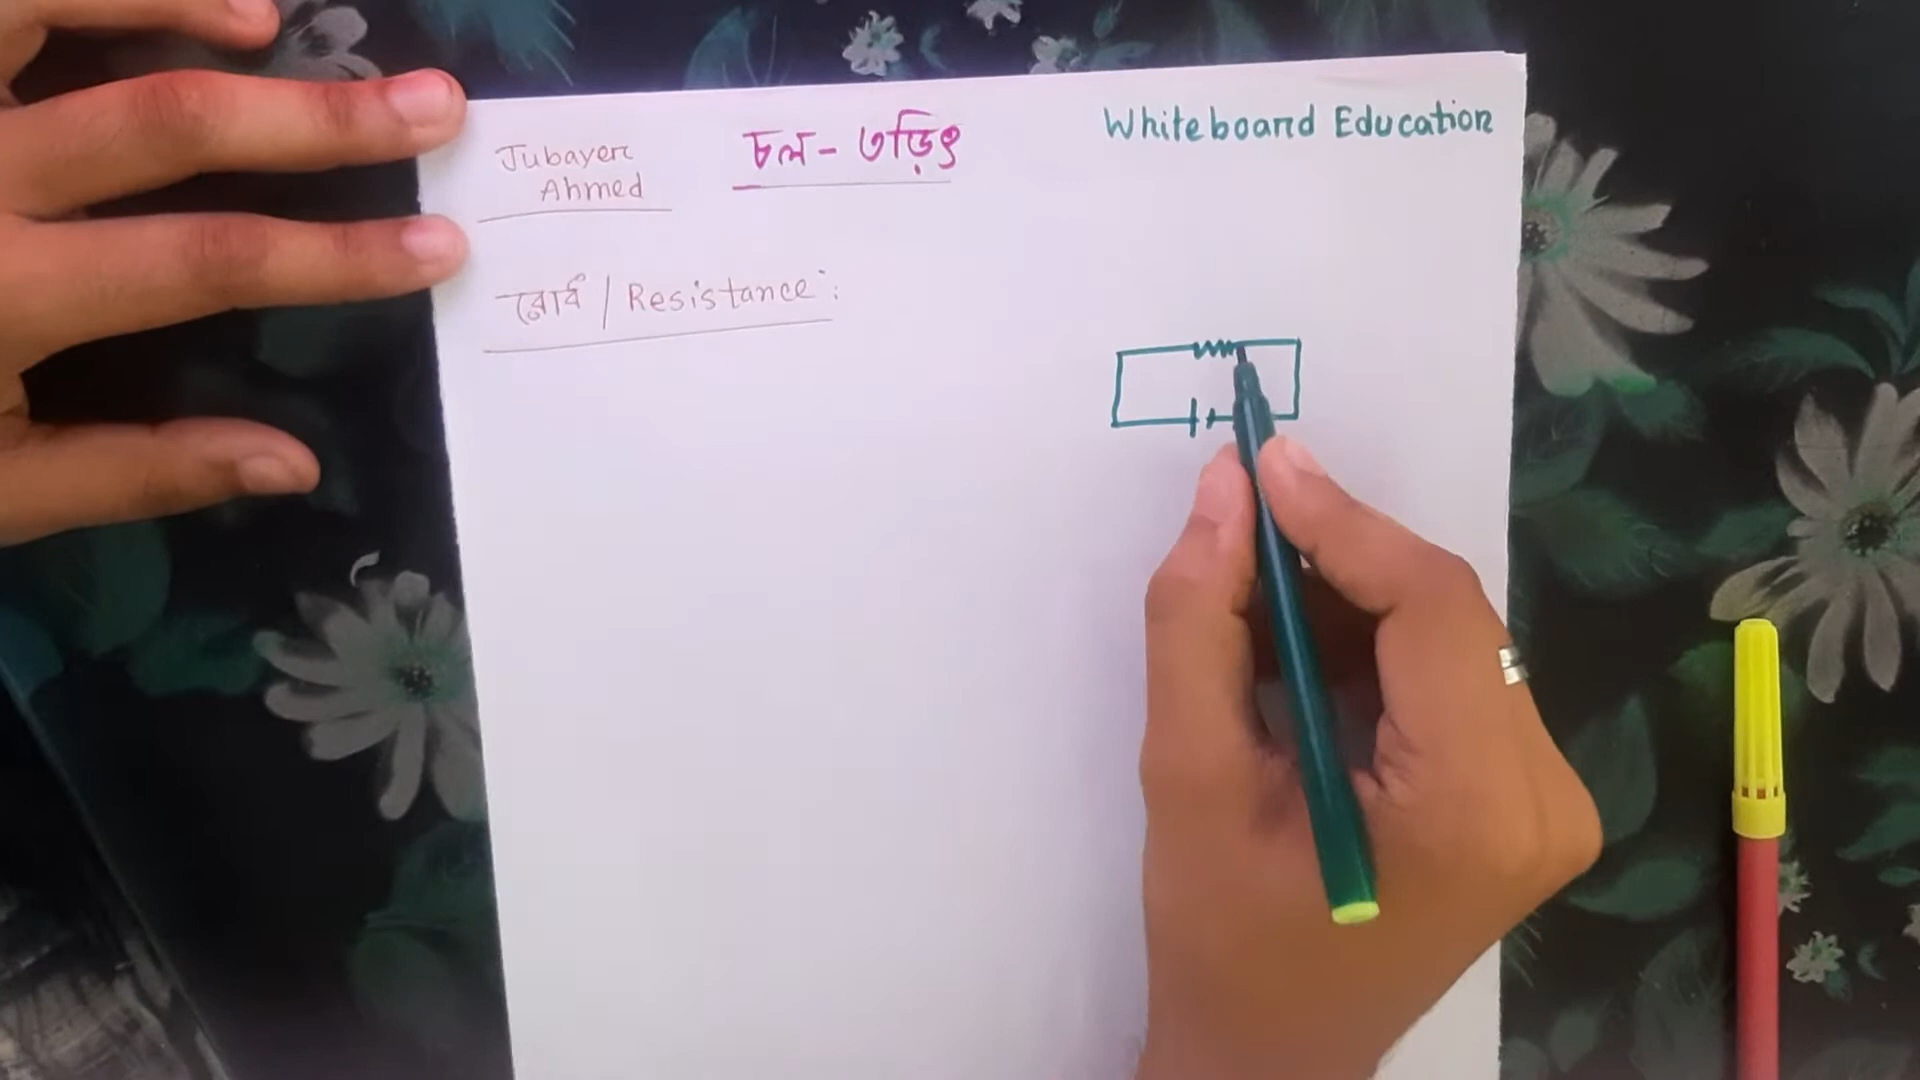 Jubayer
Ahmed
চল-তড়িৎ
Whiteboard Education
রোধ / Resistance :